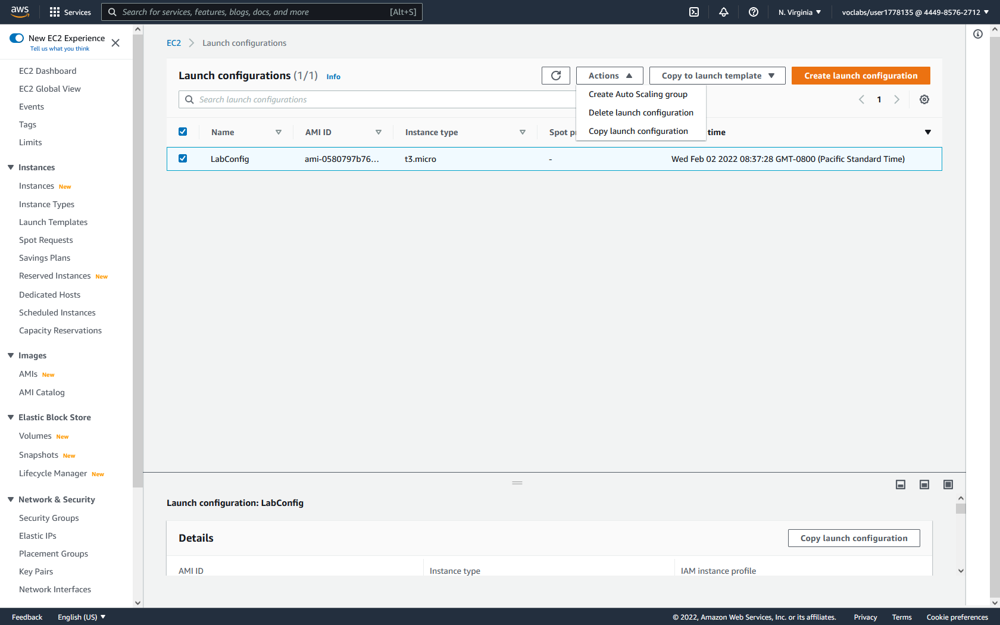 aws
Services
Search for services, features, blogs, docs, and more
[Alt+S]
N. Virginia
voclabs/user1778135 @ 4449-8576-2712
New EC2 Experience
Tell us what you think
EC2 Dashboard
EC2 Global View
Events
Tags
Limits
Instances
Instances New
Instance Types
Launch Templates
Spot Requests
Savings Plans
Reserved Instances New
Dedicated Hosts
Scheduled Instances
Capacity Reservations
Images
AMIs New
AMI Catalog
Elastic Block Store
Volumes New
Snapshots New
Lifecycle Manager New
Network & Security
Security Groups
Elastic IPs
Placement Groups
Key Pairs
Network Interfaces
EC2 > Launch configurations
Launch configurations (1/1) Info
Actions
Copy to launch template
Create launch configuration
Search launch configurations
Create Auto Scaling group
Delete launch configuration
Copy launch configuration
1
Name AMI ID Instance type Spot p time
LabConfig ami-0580797b76... t3.micro - Wed Feb 02 2022 08:37:28 GMT-0800 (Pacific Standard Time)
Launch configuration: LabConfig
Details
Copy launch configuration
AMI ID Instance type IAM instance profile
Feedback English (US)
© 2022, Amazon Web Services, Inc. or its affiliates. Privacy Terms Cookie preferences